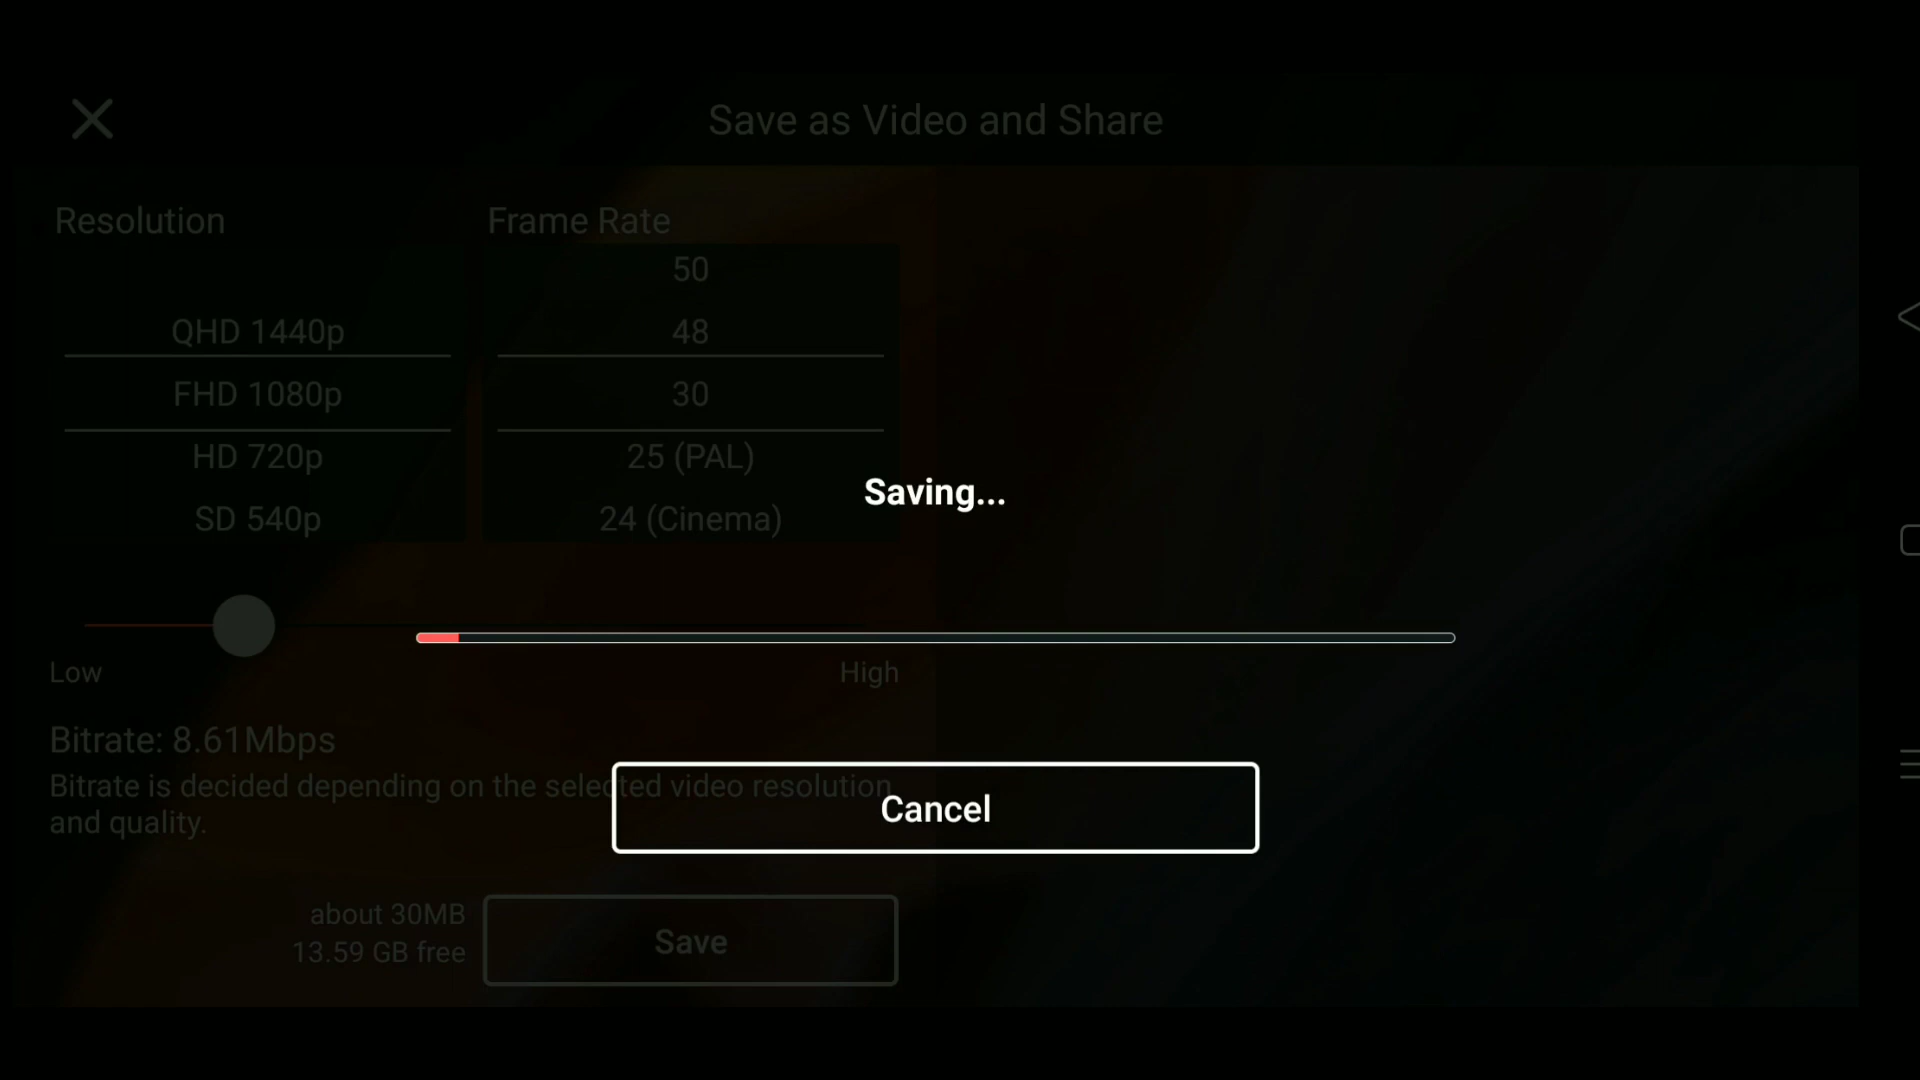 Save as Video and Share
Resolution
Frame Rate
50
QHD 1440p
48
FHD 1080p
30
HD 720p
25 (PAL)
SD 540p
24 (Cinema)
Saving...
Low
High
Bitrate: 8.61Mbps
Bitrate is decided depending on the selected video resolution
and quality.
Cancel
about 30MB
13.59 GB free
Save